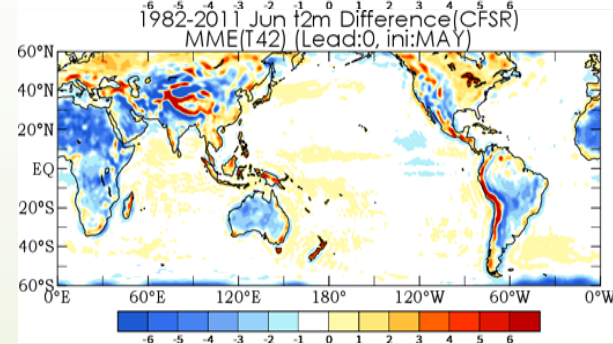 -6 -5 -4 -3 -2 -1 0 1 2 3 4 5 6
1982-2011 Jun t2m Difference(CFSR)
MME(T42) (Lead:0, ini:MAY)
60°N
40°N
20°N
EQ
20°S
40°S
60°S
0°E 60°E 120°E 180° 120°W 60°W 0°W
-6 -5 -4 -3 -2 -1 0 1 2 3 4 5 6